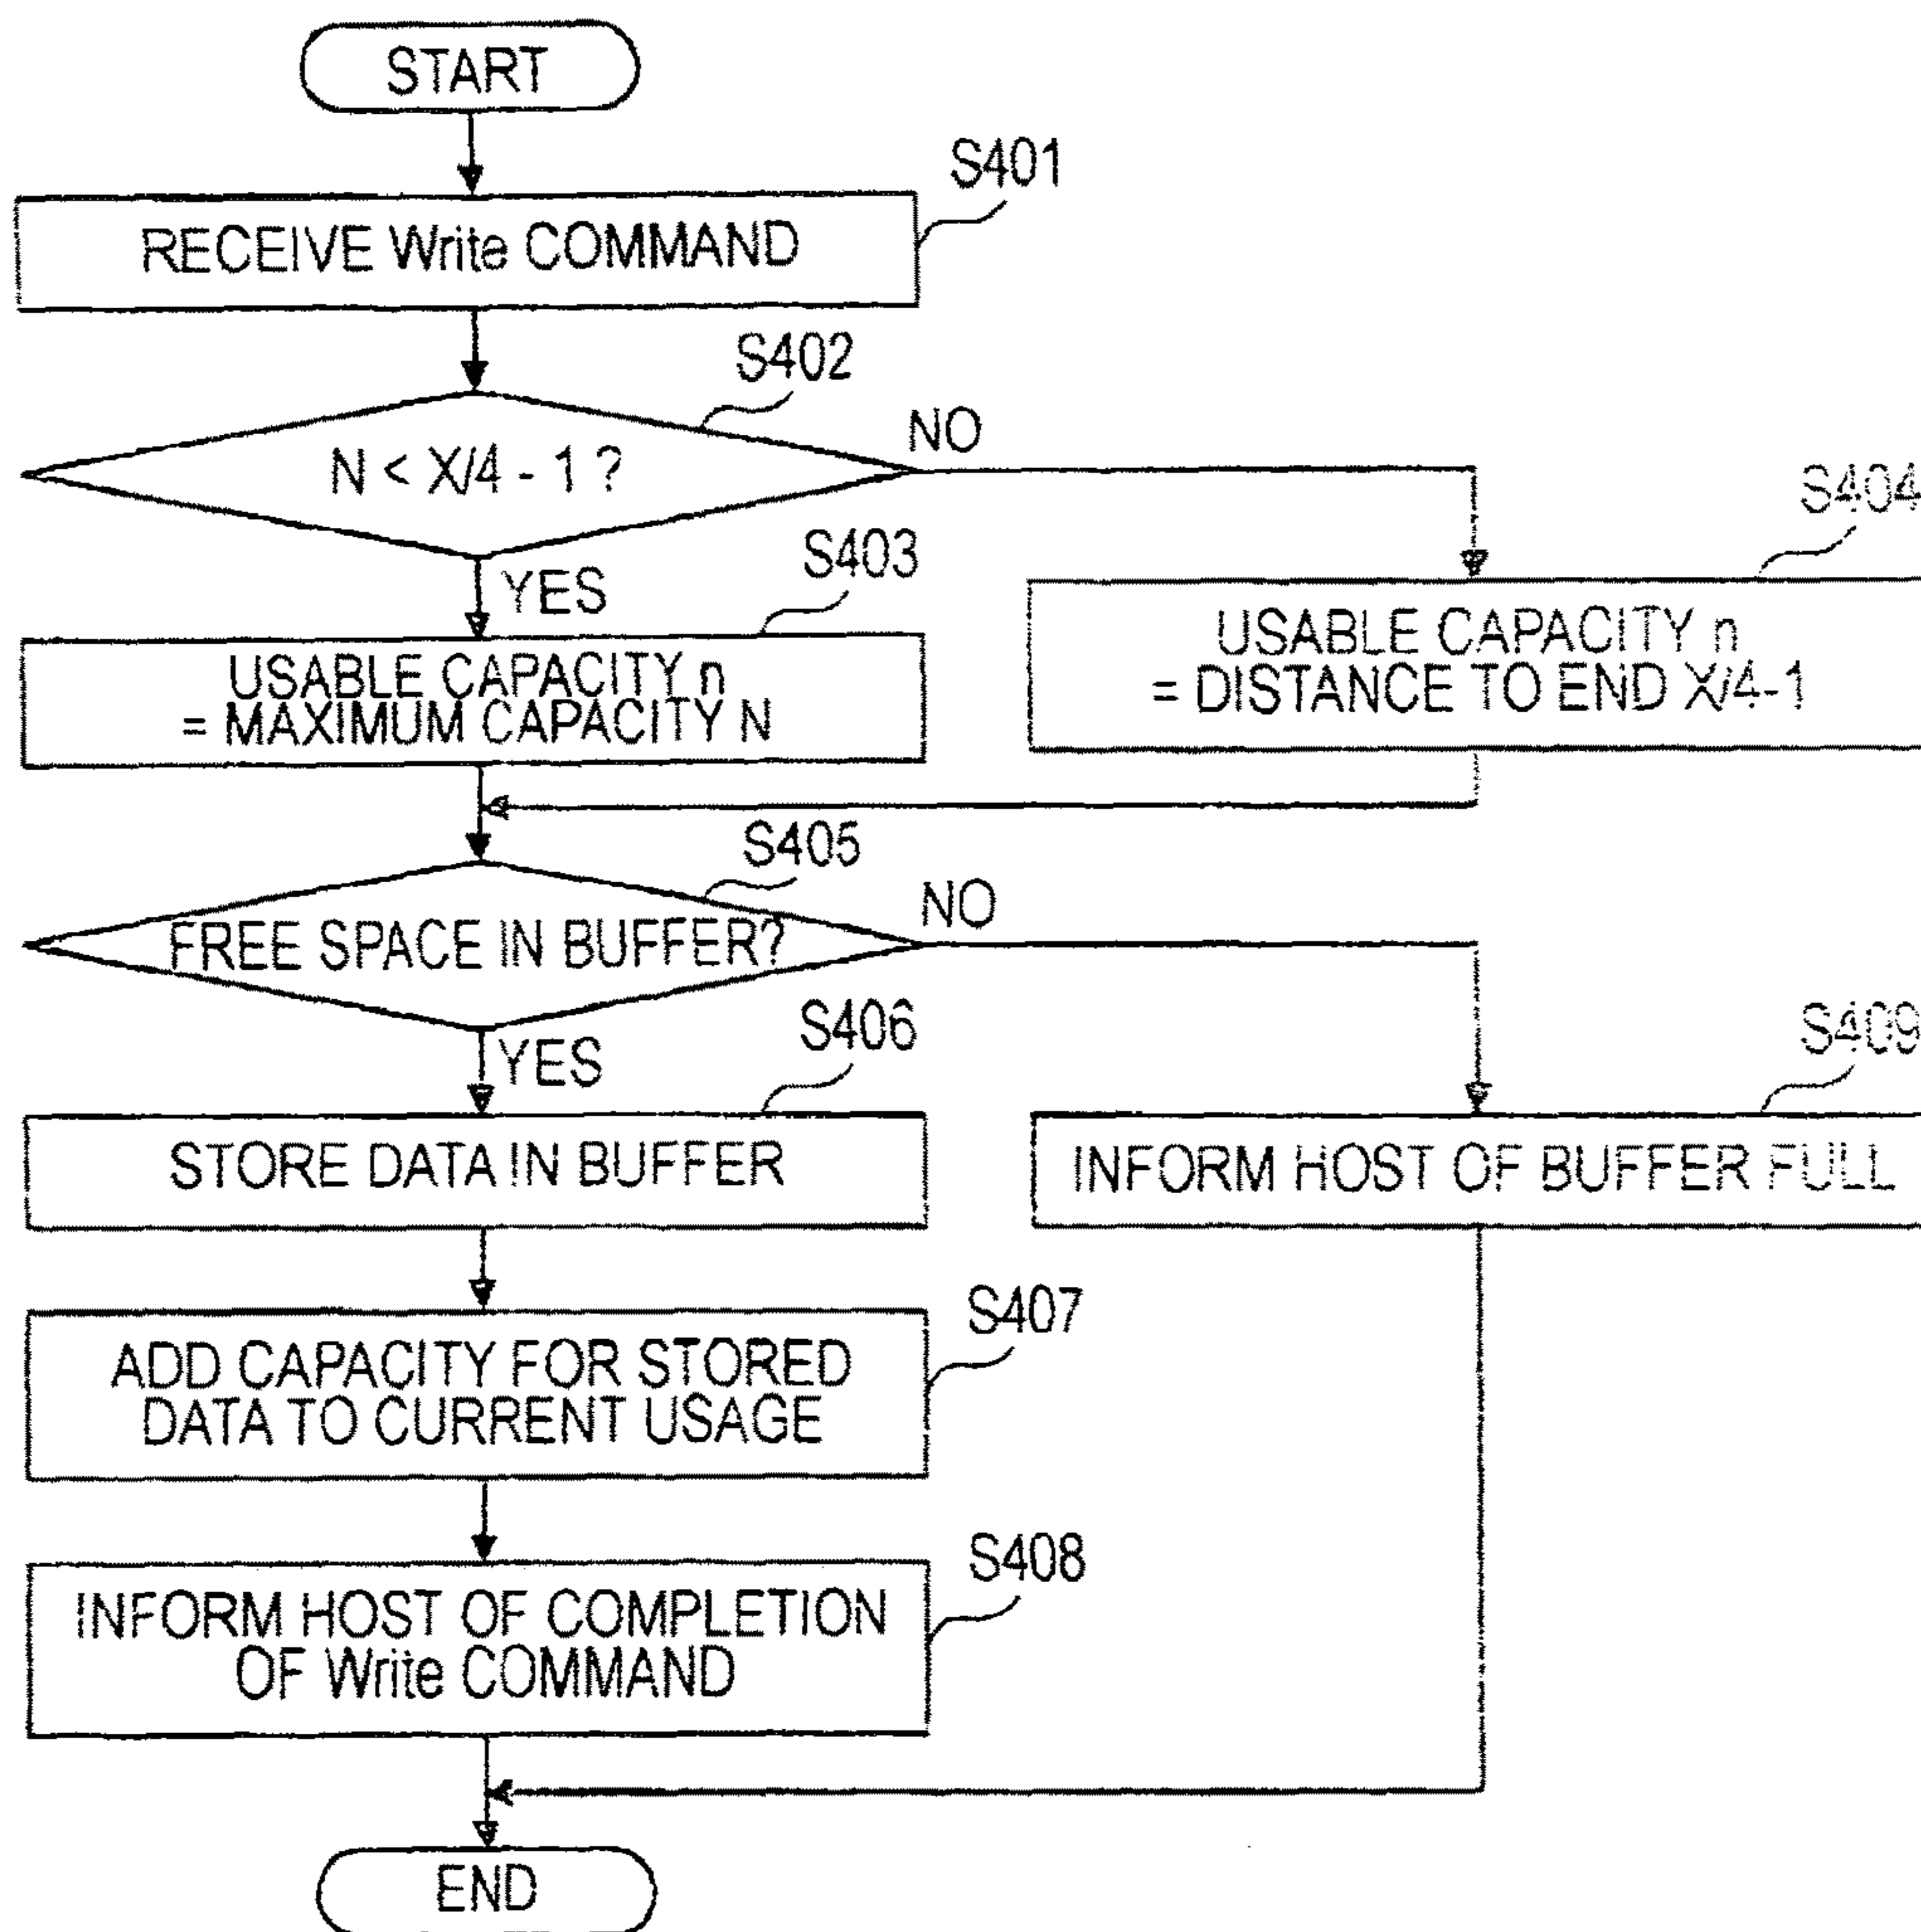 START
S401
RECEIVE Write COMMAND
S402
N < X/4 - 1 ?
NO
YES
S403
USABLE CAPACITY n
= MAXIMUM CAPACITY N
S404
USABLE CAPACITY n
= DISTANCE TO END X/4-1
S405
FREE SPACE IN BUFFER?
NO
YES
S406
STORE DATA IN BUFFER
S409
INFORM HOST OF BUFFER FULL
S407
ADD CAPACITY FOR STORED
DATA TO CURRENT USAGE
S408
INFORM HOST OF COMPLETION
OF Write COMMAND
END